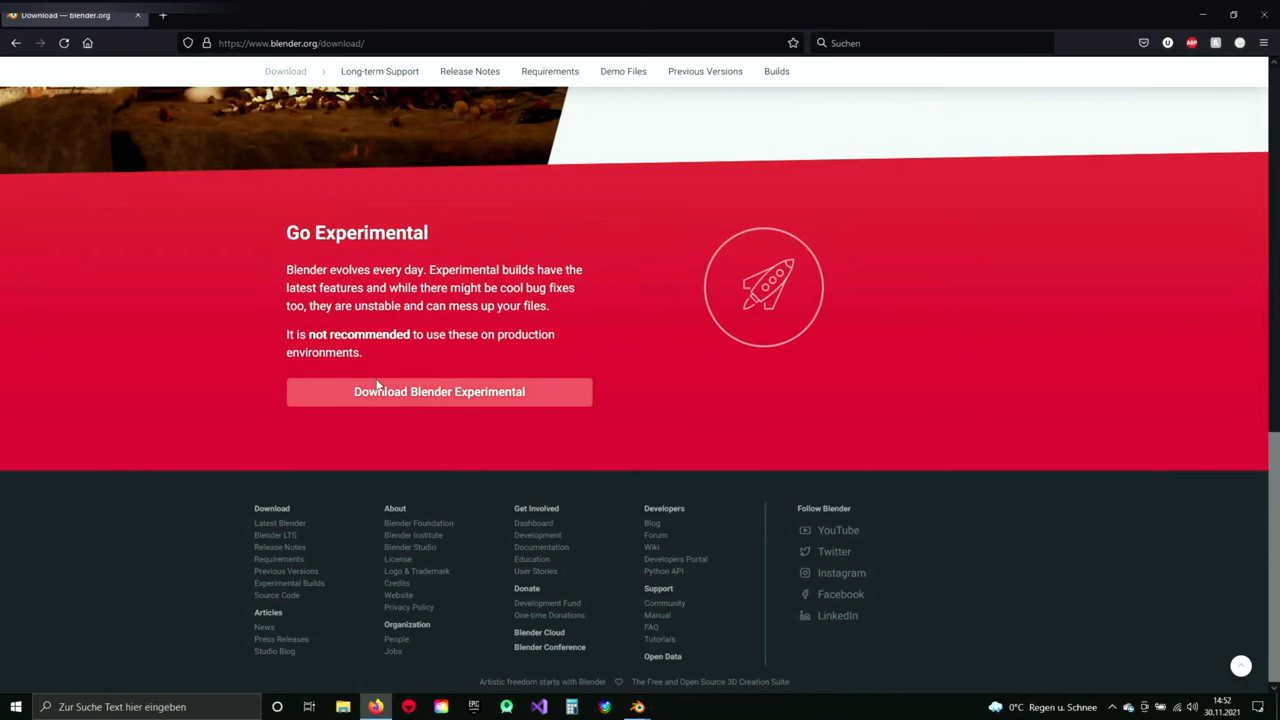 Download — blender.org
https://www.blender.org/download/
Suchen
Download
Long-term Support
Release Notes
Requirements
Demo Files
Previous Versions
Builds
Go Experimental
Blender evolves every day. Experimental builds have the
latest features and while there might be cool bug fixes
too, they are unstable and can mess up your files.
It is not recommended to use these on production
environments.
Download Blender Experimental
Download
Latest Blender
Blender LTS
Release Notes
Requirements
Previous Versions
Experimental Builds
Source Code
Articles
News
Press Releases
Studio Blog
About
Blender Foundation
Blender Institute
Blender Studio
License
Logo & Trademark
Credits
Website
Privacy Policy
Organization
People
Jobs
Get Involved
Dashboard
Development
Documentation
Education
User Stories
Donate
Development Fund
One-time Donations
Blender Cloud
Blender Conference
Developers
Blog
Forum
Wiki
Developers Portal
Python API
Support
Community
Manual
FAQ
Tutorials
Open Data
Follow Blender
YouTube
Twitter
Instagram
Facebook
LinkedIn
Artistic freedom starts with Blender
The Free and Open Source 3D Creation Suite
Zur Suche Text hier eingeben
EPIC
0°C Regen u. Schnee
14:52
30.11.2021
ABP